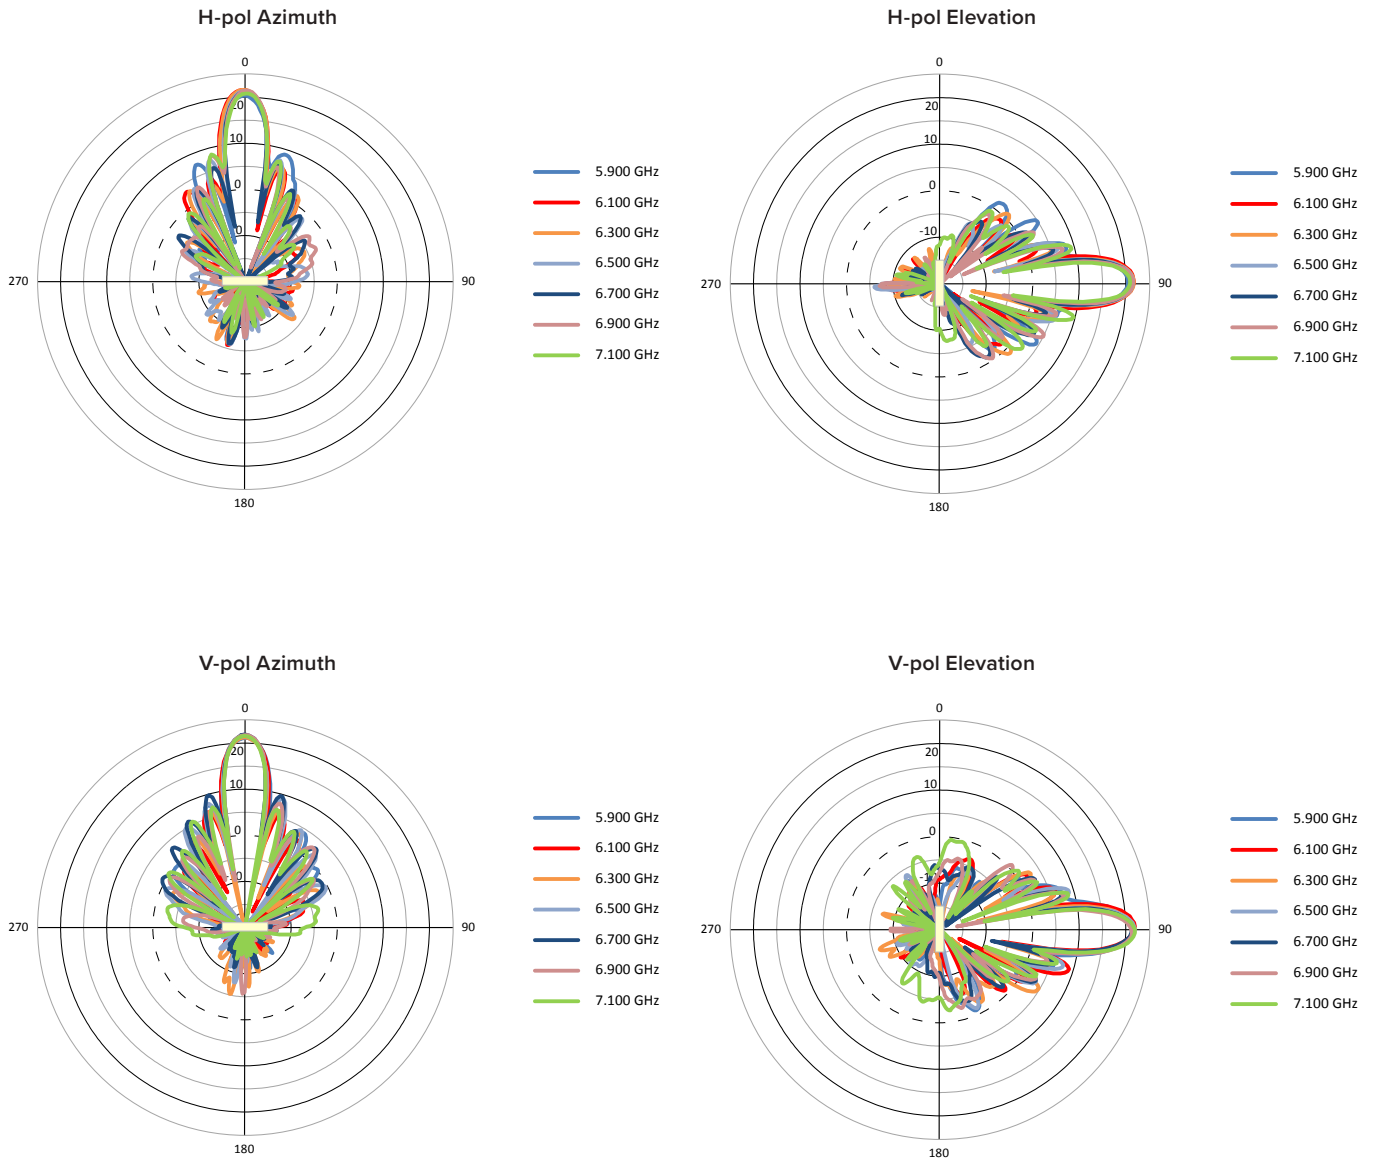 H-pol Azimuth
H-pol Elevation
0
20
10
0
270
90
180
5.900 GHz
6.100 GHz
6.300 GHz
6.500 GHz
6.700 GHz
6.900 GHz
7.100 GHz
0
20
10
0
-10
270
90
180
5.900 GHz
6.100 GHz
6.300 GHz
6.500 GHz
6.700 GHz
6.900 GHz
7.100 GHz
V-pol Azimuth
V-pol Elevation
0
20
10
0
270
90
180
5.900 GHz
6.100 GHz
6.300 GHz
6.500 GHz
6.700 GHz
6.900 GHz
7.100 GHz
0
20
10
0
270
90
180
5.900 GHz
6.100 GHz
6.300 GHz
6.500 GHz
6.700 GHz
6.900 GHz
7.100 GHz